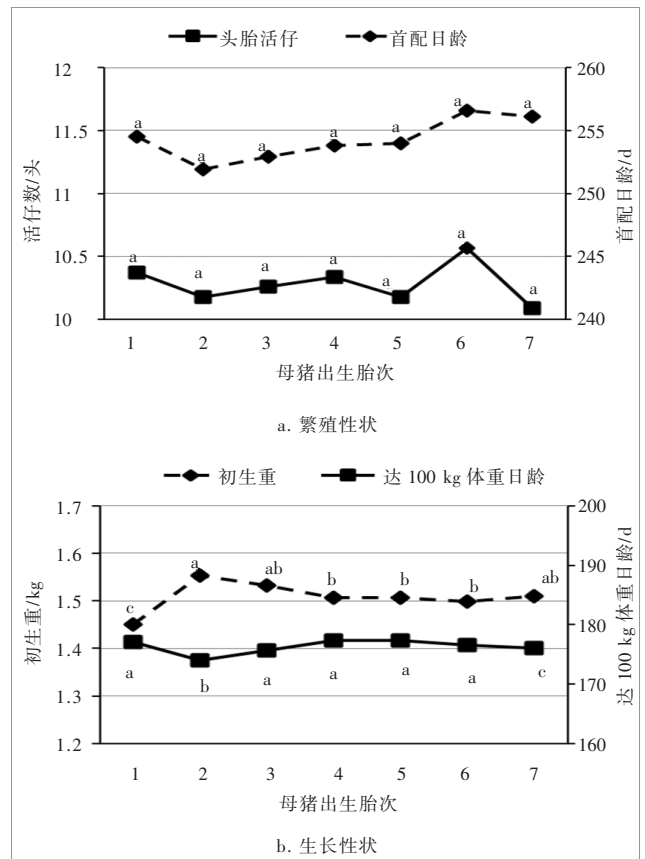 头胎活仔 首配日龄
12 260
a a
a a a a a
11.5 255
11 250
a
a a a a a a
10.5 245
10 240
1 2 3 4 5 6 7
活仔数/头
首配日龄/d
母猪出生胎次
a. 繁殖性状
初生重 达 100 kg 体重日龄
1.7 200
1.6 190
a ab b b b ab
c
1.5 180
1.4
a b a a a a c
1.3 170
1.2 160
1 2 3 4 5 6 7
初生重/kg
达 100 kg 体重日龄/d
母猪出生胎次
b. 生长性状